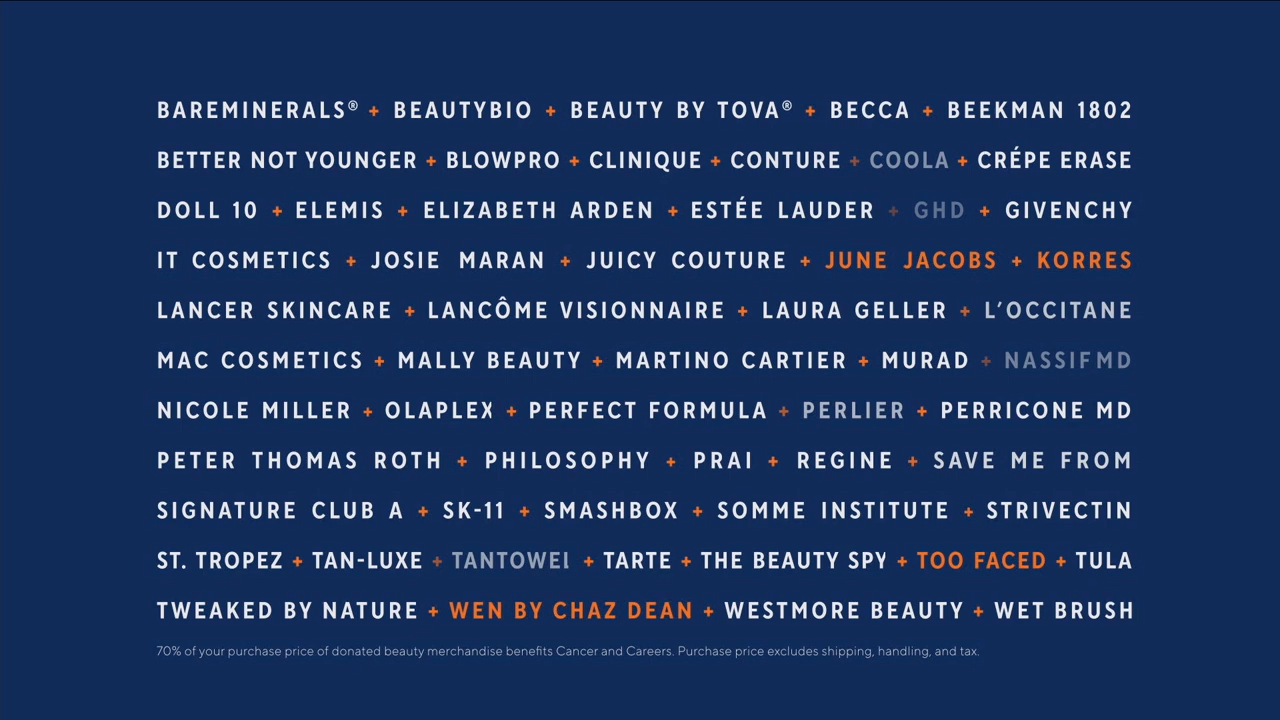 BAREMINERALS® + BEAUTYBIO + BEAUTY BY TOVA® + BECCA + BEEKMAN 1802
BETTER NOT YOUNGER + BLOWPRO + CLINIQUE + CONTURE + COOLA + CRÉPE ERASE
DOLL 10 + ELEMIS + ELIZABETH ARDEN + ESTÉE LAUDER + GHD + GIVENCHY
IT COSMETICS + JOSIE MARAN + JUICY COUTURE + JUNE JACOBS + KORRES
LANCER SKINCARE + LANCÔME VISIONNAIRE + LAURA GELLER + L'OCCITANE
MAC COSMETICS + MALLY BEAUTY + MARTINO CARTIER + MURAD + NASSIFMD
NICOLE MILLER + OLAPLEX + PERFECT FORMULA + PERLIER + PERRICONE MD
PETER THOMAS ROTH + PHILOSOPHY + PRAI + REGINE + SAVE ME FROM
SIGNATURE CLUB A + SK-11 + SMASHBOX + SOMME INSTITUTE + STRIVECTIN
ST. TROPEZ + TAN-LUXE + TANTOWEL + TARTE + THE BEAUTY SPY + TOO FACED + TULA
TWEAKED BY NATURE + WEN BY CHAZ DEAN + WESTMORE BEAUTY + WET BRUSH
70% of your purchase price of donated beauty merchandise benefits Cancer and Careers. Purchase price excludes shipping, handling, and tax.